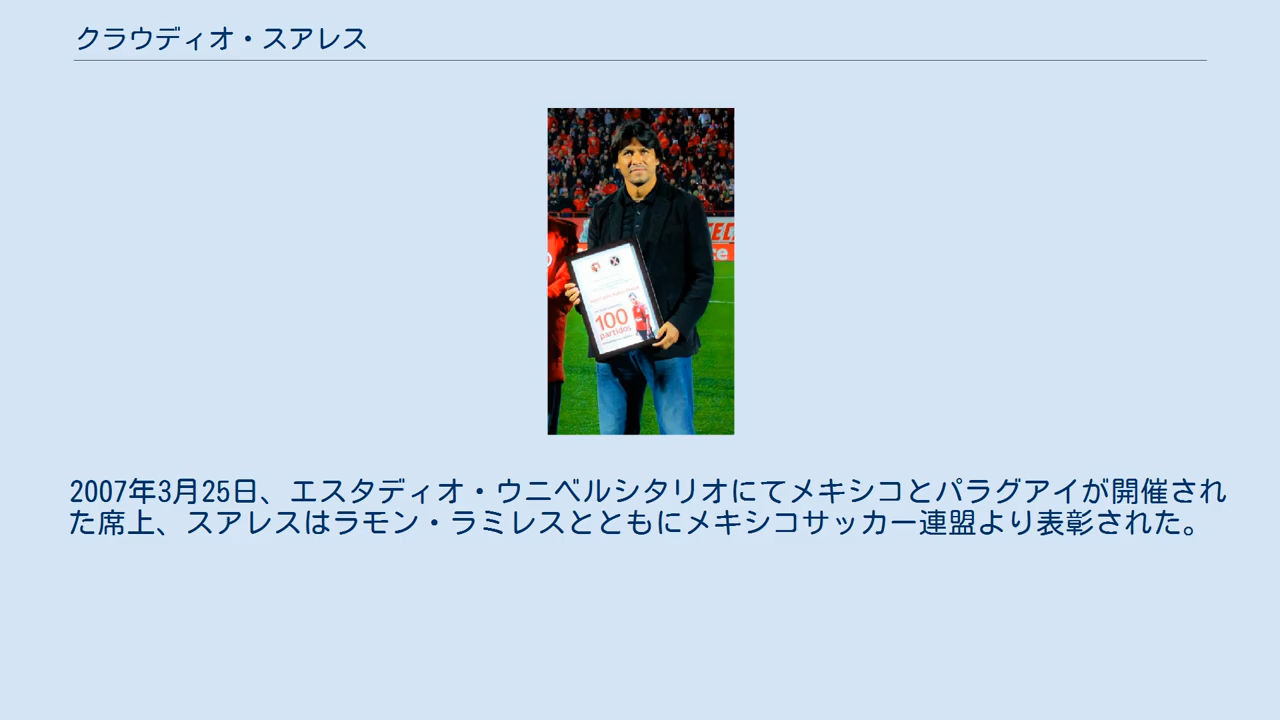 クラウディオ・スアレス
100
partidos
2007年3月25日、エスタディオ・ウニベルシタリオにてメキシコとパラグアイが開催され
た席上、スアレスはラモン・ラミレスとともにメキシコサッカー連盟より表彰された。